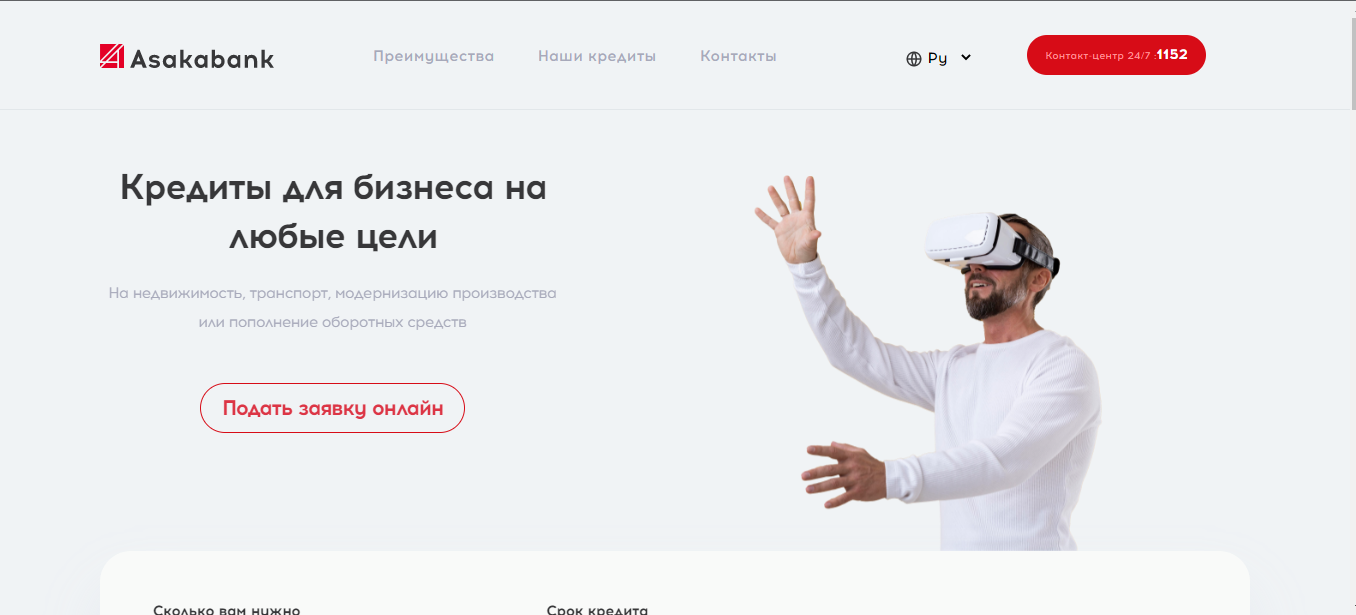 Asakabank
Преимущества
Наши кредиты
Контакты
Ру
Контакт-центр 24/7 :1152
Кредиты для бизнеса на
любые цели
На недвижимость, транспорт, модернизацию производства
или пополнение оборотных средств
Подать заявку онлайн
Сколько вам нужно
Срок кредита